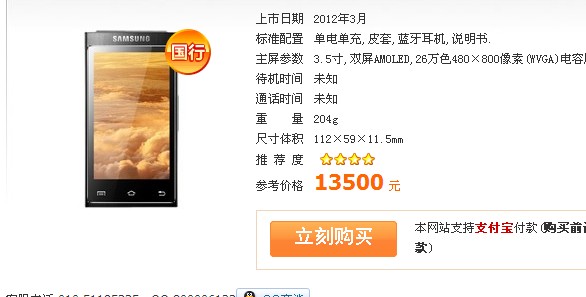 SAMSUNG
国行
上市日期 2012年3月
标准配置 单电单充, 皮套, 蓝牙耳机, 说明书.
主屏参数 3.5寸, 双屏AMOLED, 26万色480×800像素(WVGA)电容
待机时间 未知
通话时间 未知
重 量 204g
尺寸体积 112×59×11.5mm
推 荐 度
参考价格 13500 元
立刻购买
本网站支持支付宝付款(购买前
款)